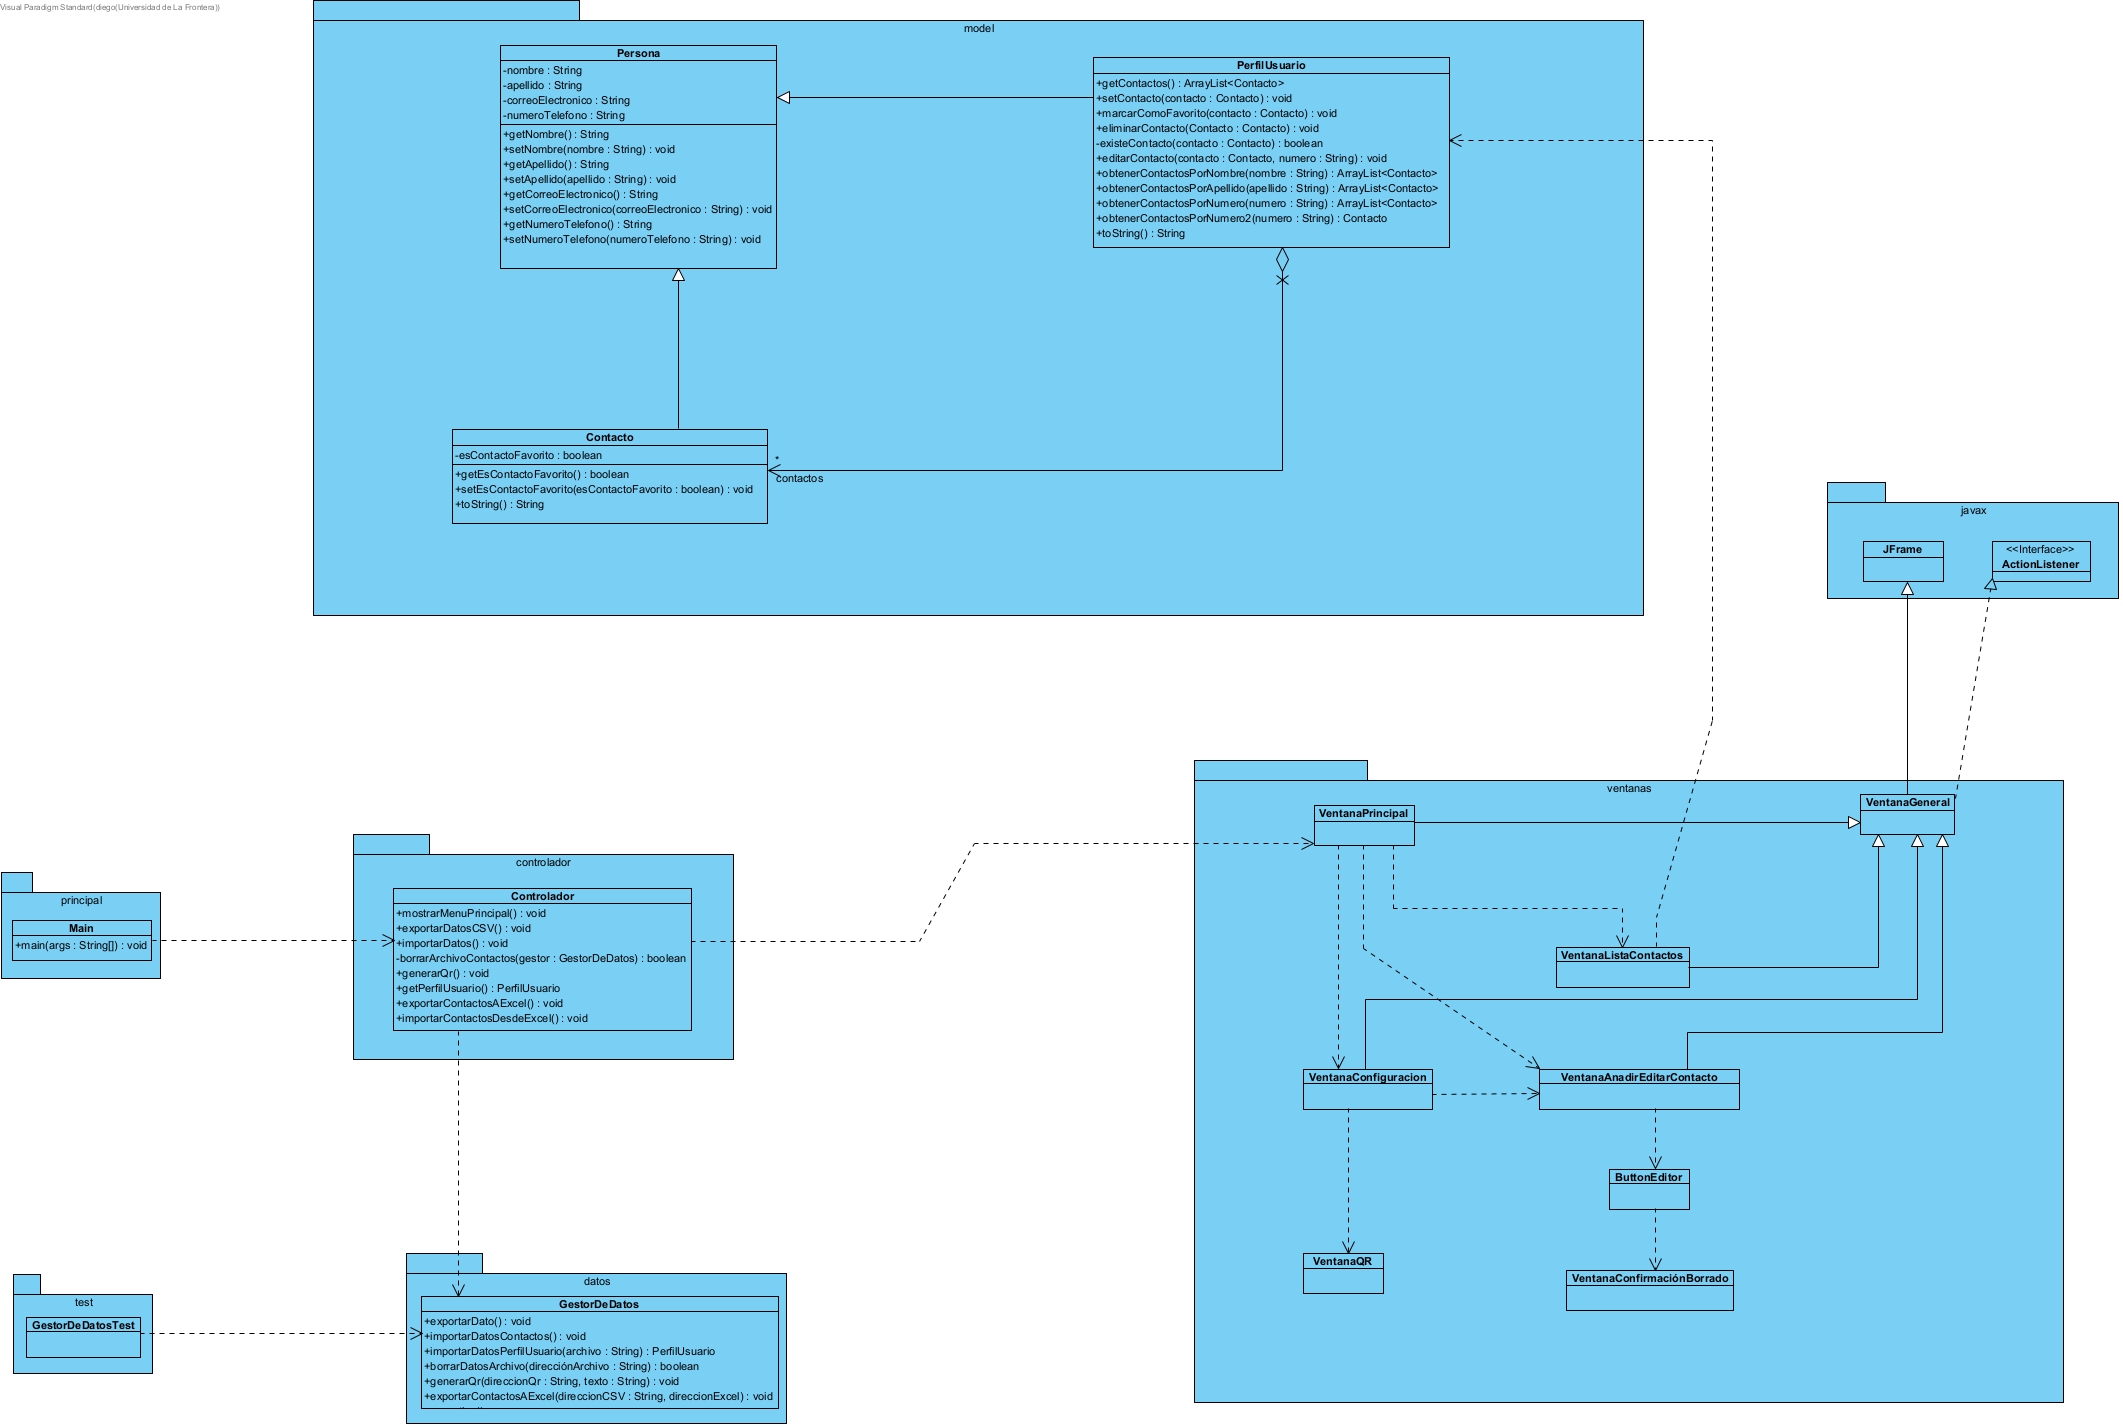 Visual Paradigm Standard(diego(Universidad de La Frontera))
model
Persona
-nombre : String
-apellido : String
-correoElectronico : String
-numeroTelefono : String
+getNombre() : String
+setNombre(nombre : String) : void
+getApellido() : String
+setApellido(apellido : String) : void
+getCorreoElectronico() : String
+setCorreoElectronico(correoElectronico : String) : void
+getNumeroTelefono() : String
+setNumeroTelefono(numeroTelefono : String) : void
PerfilUsuario
+getContactos() : ArrayList<Contacto>
+setContacto(contacto : Contacto) : void
+marcarComoFavorito(contacto : Contacto) : void
+eliminarContacto(Contacto : Contacto) : void
-existeContacto(contacto : Contacto) : boolean
+editarContacto(contacto : Contacto, numero : String) : void
+obtenerContactosPorNombre(nombre : String) : ArrayList<Contacto>
+obtenerContactosPorApellido(apellido : String) : ArrayList<Contacto>
+obtenerContactosPorNumero(numero : String) : ArrayList<Contacto>
+obtenerContactosPorNumero2(numero : String) : Contacto
+toString() : String
Contacto
-esContactoFavorito : boolean
+getEsContactoFavorito() : boolean
+setEsContactoFavorito(esContactoFavorito : boolean) : void
+toString() : String
*
contactos
javax
JFrame
<<Interface>>
ActionListener
ventanas
VentanaPrincipal
VentanaGeneral
VentanaListaContactos
VentanaConfiguracion
VentanaAnadirEditarContacto
ButtonEditor
VentanaQR
VentanaConfirmaciónBorrado
controlador
Controlador
+mostrarMenuPrincipal() : void
+exportarDatosCSV() : void
+importarDatos() : void
-borrarArchivoContactos(gestor : GestorDeDatos) : boolean
+generarQr() : void
+getPerfilUsuario() : PerfilUsuario
+exportarContactosAExcel() : void
+importarContactosDesdeExcel() : void
principal
Main
+main(args : String[]) : void
test
GestorDeDatosTest
datos
GestorDeDatos
+exportarDato() : void
+importarDatosContactos() : void
+importarDatosPerfilUsuario(archivo : String) : PerfilUsuario
+borrarDatosArchivo(direcciónArchivo : String) : boolean
+generarQr(direccionQr : String, texto : String) : void
+exportarContactosAExcel(direccionCSV : String, direccionExcel) : void